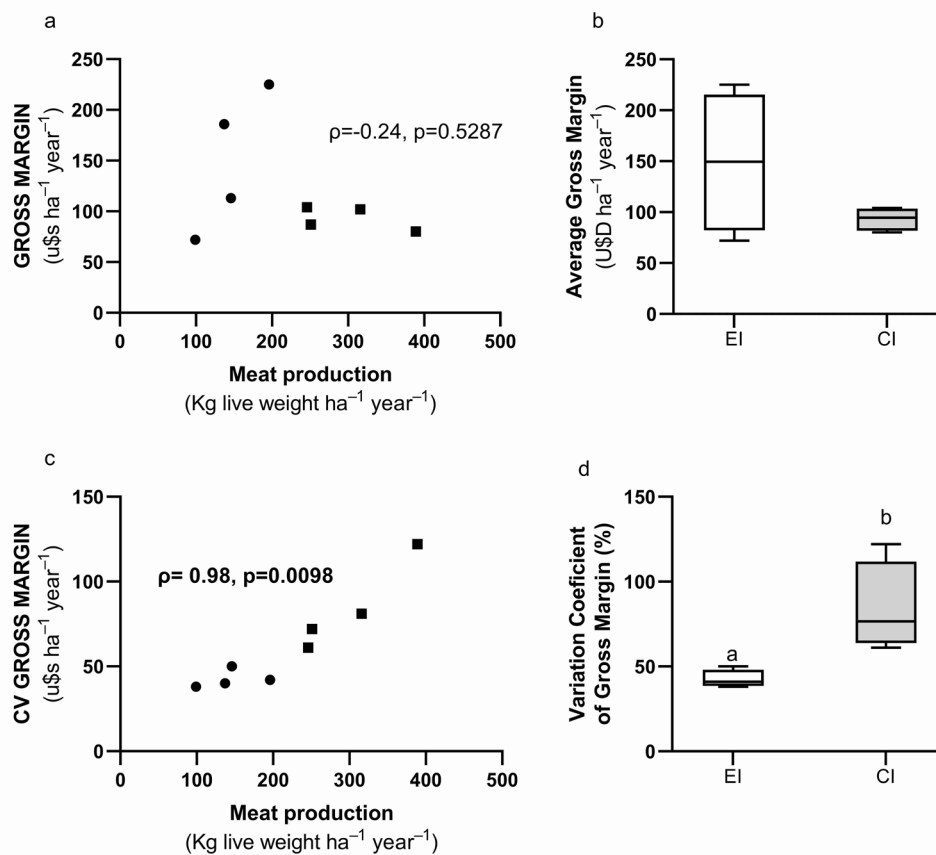 a
GROSS MARGIN
(u$s ha⁻¹ year⁻¹)
250
200
150
100
50
0
ρ=-0.24, p=0.5287
0 100 200 300 400 500
Meat production
(Kg live weight ha⁻¹ year⁻¹)
b
Average Gross Margin
(U$D ha⁻¹ year⁻¹)
250
200
150
100
50
0
EI CI
c
CV GROSS MARGIN
(u$s ha⁻¹ year⁻¹)
150
100
50
0
ρ= 0.98, p=0.0098
0 100 200 300 400 500
Meat production
(Kg live weight ha⁻¹ year⁻¹)
d
Variation Coeficient
of Gross Margin (%)
150
100
50
0
a
b
EI CI